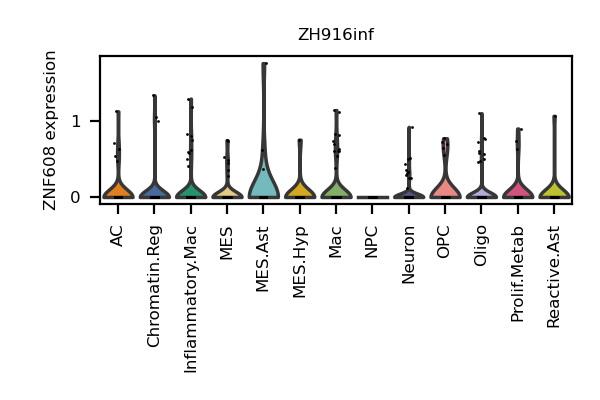 ZH916inf
ZNF608 expression
1
0
AC
Chromatin.Reg
Inflammatory.Mac
MES
MES.Ast
MES.Hyp
Mac
NPC
Neuron
OPC
Oligo
Prolif.Metab
Reactive.Ast